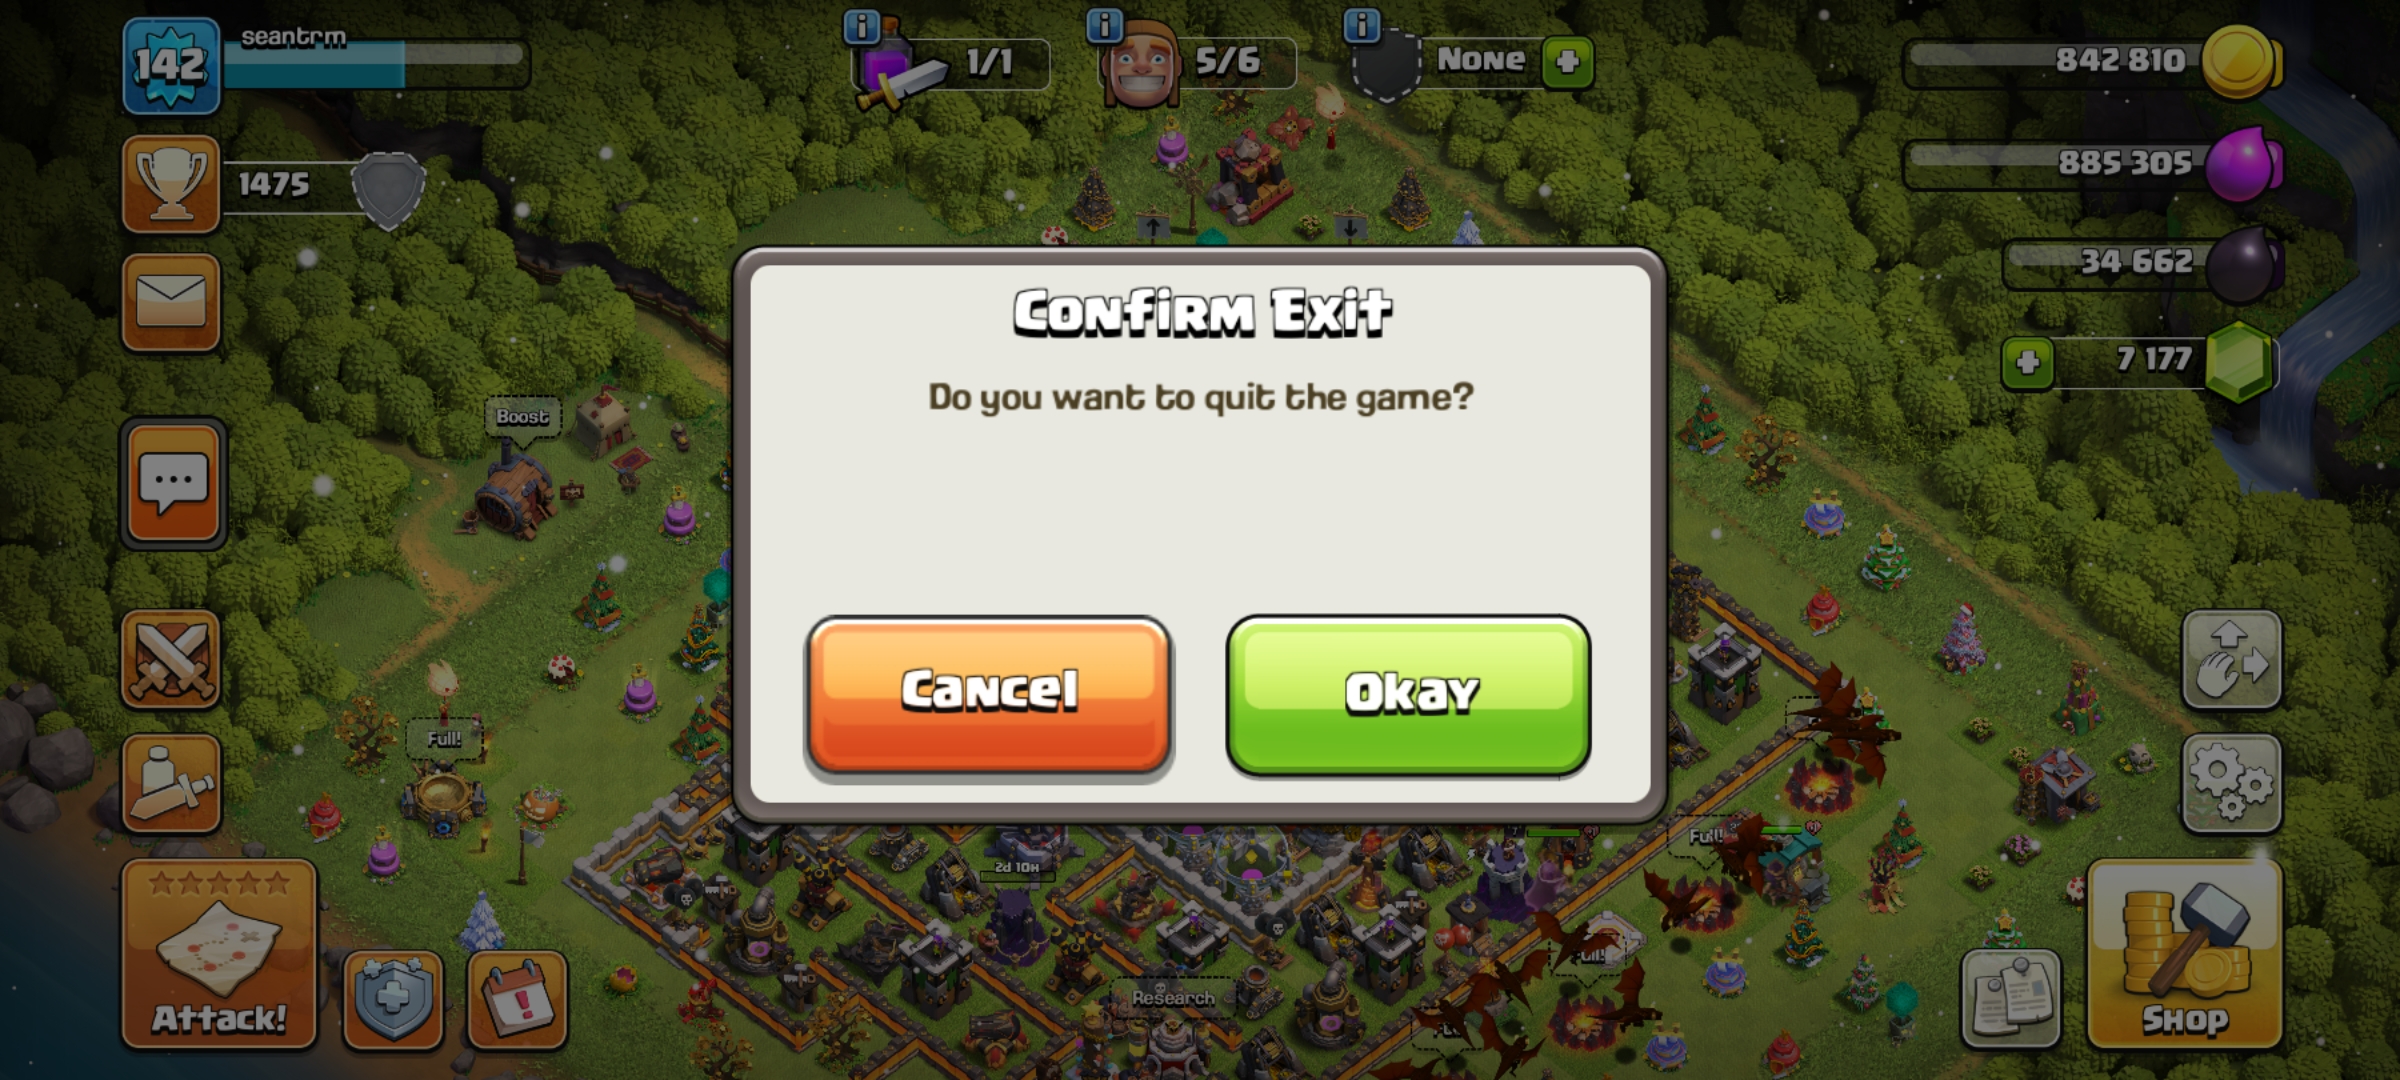 142
seantrm
1/1
5/6
None
842 810
1475
885 305
34 662
7 177
Confirm Exit
Do you want to quit the game?
Boost
Cancel
Okay
Full!
Full!
2d 10H
Research
Attack!
Shop